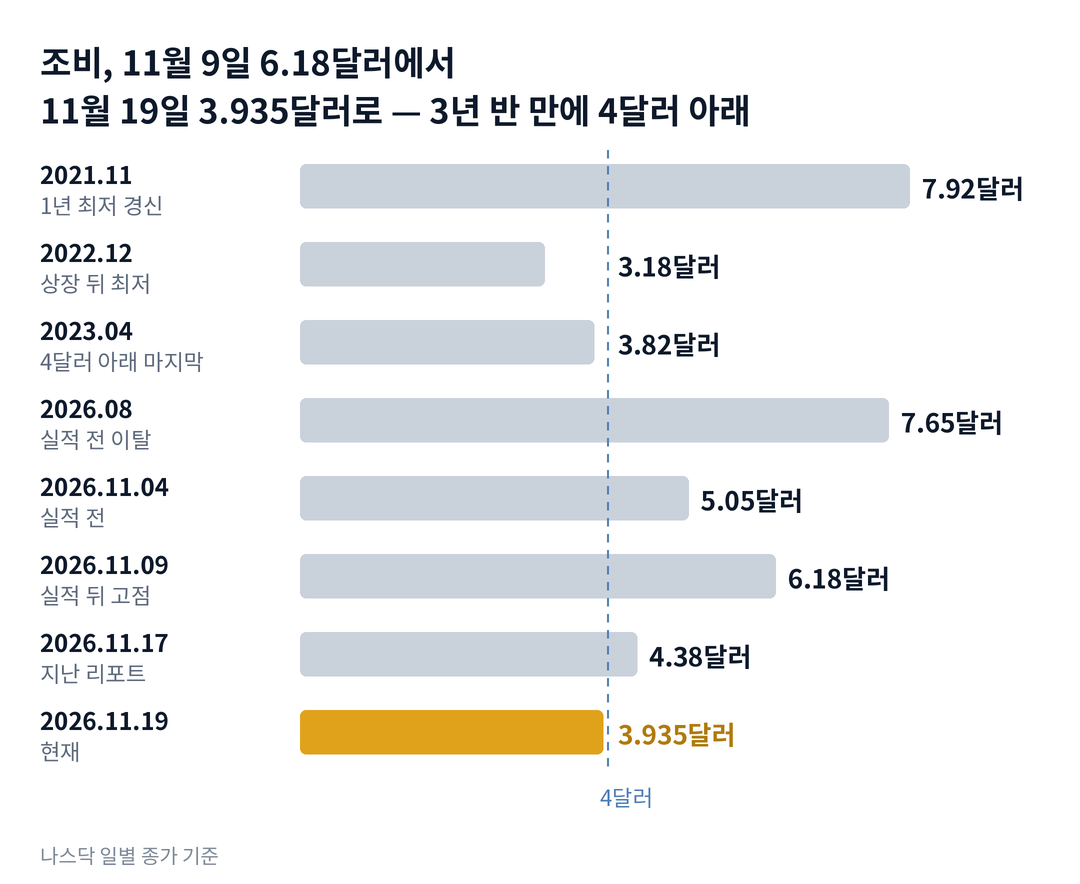 조비, 11월 9일 6.18달러에서
11월 19일 3.935달러로 — 3년 반 만에 4달러 아래
2021.11
1년 최저 경신
7.92달러
2022.12
상장 뒤 최저
3.18달러
2023.04
4달러 아래 마지막
3.82달러
2026.08
실적 전 이탈
7.65달러
2026.11.04
실적 전
5.05달러
2026.11.09
실적 뒤 고점
6.18달러
2026.11.17
지난 리포트
4.38달러
2026.11.19
현재
3.935달러
4달러
나스닥 일별 종가 기준